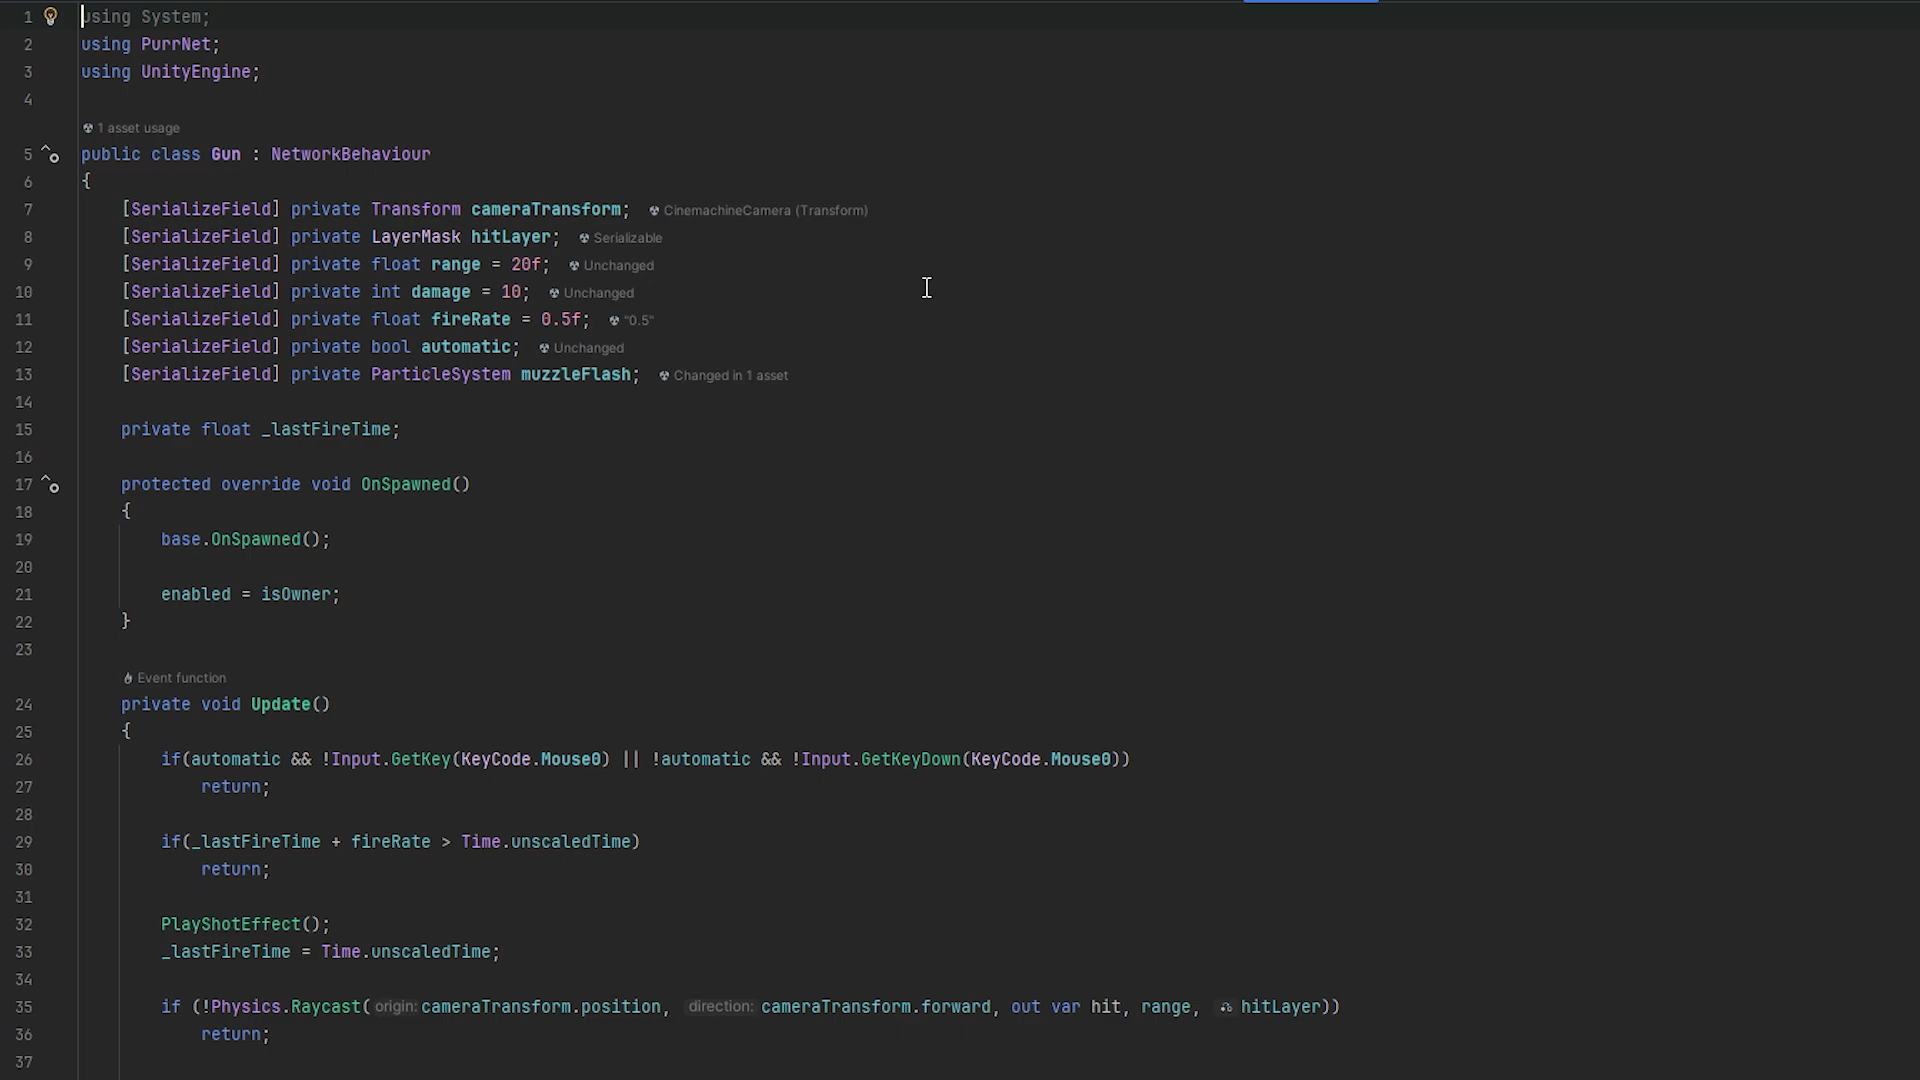 1 using System;
2 using PurrNet;
3 using UnityEngine;
4
1 asset usage
5 public class Gun : NetworkBehaviour
6 {
7 [SerializeField] private Transform cameraTransform; CinemachineCamera (Transform)
8 [SerializeField] private LayerMask hitLayer; Serializable
9 [SerializeField] private float range = 20f; Unchanged
10 [SerializeField] private int damage = 10; Unchanged
11 [SerializeField] private float fireRate = 0.5f; "0.5"
12 [SerializeField] private bool automatic; Unchanged
13 [SerializeField] private ParticleSystem muzzleFlash; Changed in 1 asset
14
15 private float _lastFireTime;
16
17 protected override void OnSpawned()
18 {
19 base.OnSpawned();
20
21 enabled = isOwner;
22 }
23
Event function
24 private void Update()
25 {
26 if(automatic && !Input.GetKey(KeyCode.Mouse0) || !automatic && !Input.GetKeyDown(KeyCode.Mouse0))
27 return;
28
29 if(_lastFireTime + fireRate > Time.unscaledTime)
30 return;
31
32 PlayShotEffect();
33 _lastFireTime = Time.unscaledTime;
34
35 if (!Physics.Raycast( origin: cameraTransform.position, direction: cameraTransform.forward, out var hit, range, hitLayer))
36 return;
37